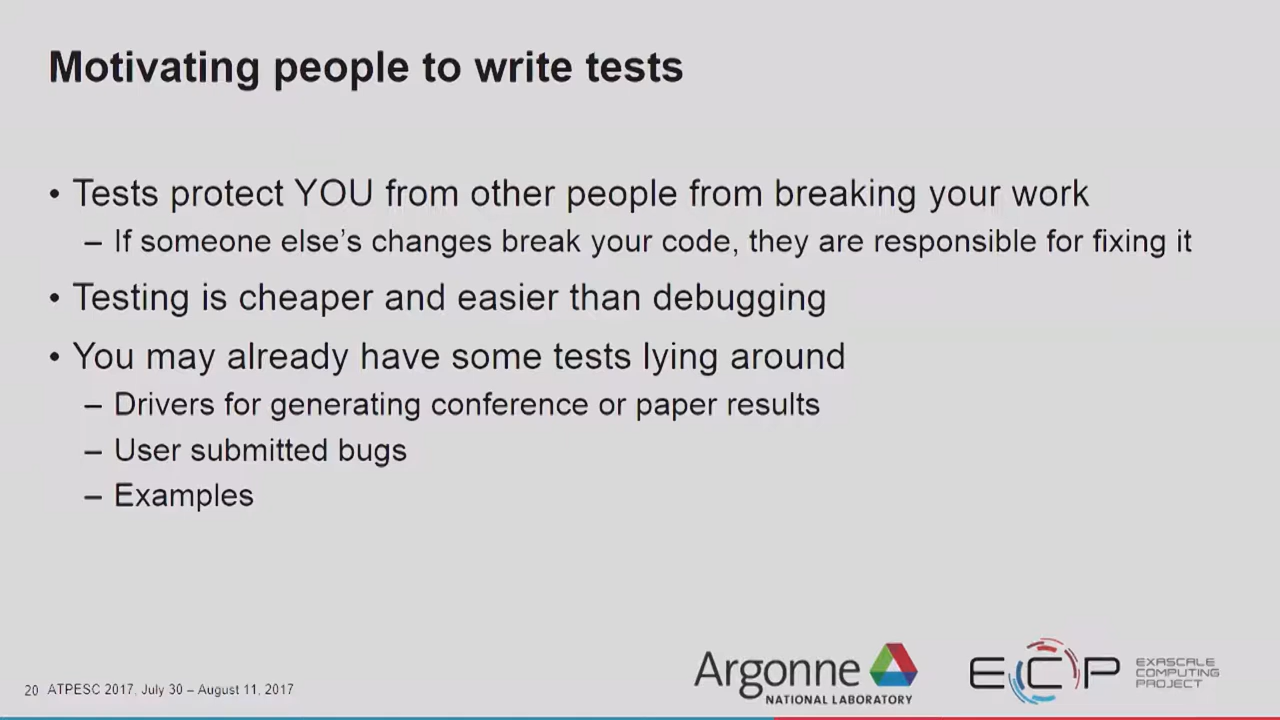 Motivating people to write tests
• Tests protect YOU from other people from breaking your work
– If someone else's changes break your code, they are responsible for fixing it
• Testing is cheaper and easier than debugging
• You may already have some tests lying around
– Drivers for generating conference or paper results
– User submitted bugs
– Examples
20 ATPESC 2017, July 30 – August 11, 2017
Argonne
NATIONAL LABORATORY
ECP
EXASCALE
COMPUTING
PROJECT